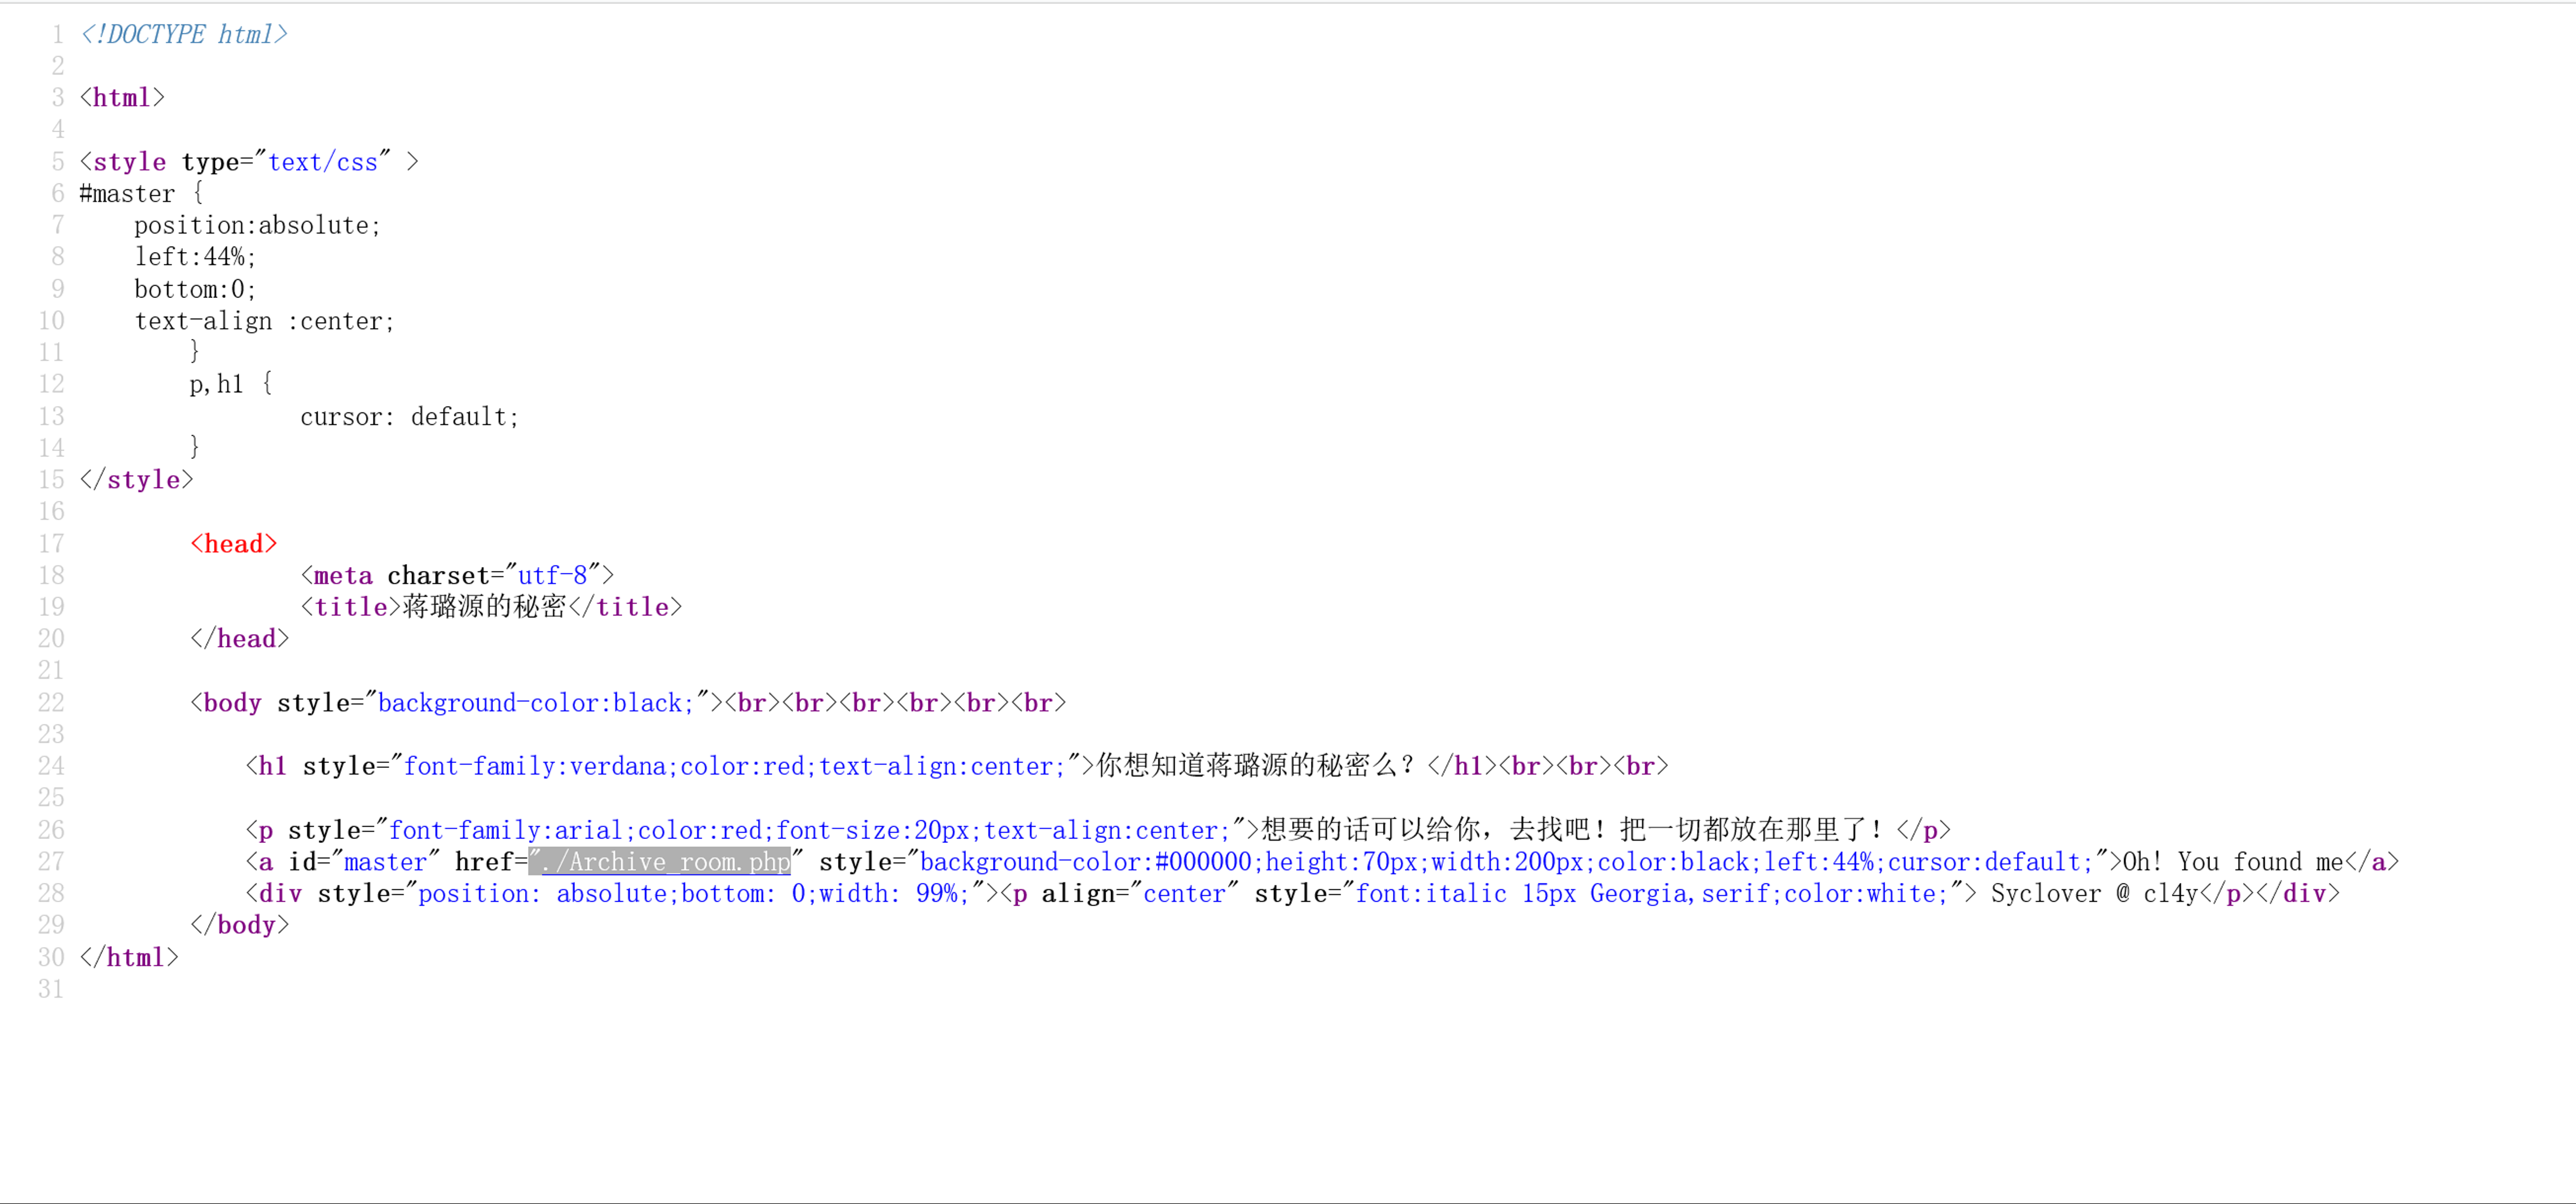 1 <!DOCTYPE html>
2
3 <html>
4
5 <style type="text/css" >
6 #master {
7     position:absolute;
8     left:44%;
9     bottom:0;
10     text-align :center;
11         }
12         p,h1 {
13                 cursor: default;
14         }
15 </style>
16
17         <head>
18                 <meta charset="utf-8">
19                 <title>蒋璐源的秘密</title>
20         </head>
21
22         <body style="background-color:black;"><br><br><br><br><br><br>
23
24             <h1 style="font-family:verdana;color:red;text-align:center;">你想知道蒋璐源的秘密么？</h1><br><br><br>
25
26             <p style="font-family:arial;color:red;font-size:20px;text-align:center;">想要的话可以给你，去找吧！把一切都放在那里了！</p>
27             <a id="master" href="./Archive_room.php" style="background-color:#000000;height:70px;width:200px;color:black;left:44%;cursor:default;">Oh! You found me</a>
28             <div style="position: absolute;bottom: 0;width: 99%;"><p align="center" style="font:italic 15px Georgia,serif;color:white;"> Syclover @ cl4y</p></div>
29         </body>
30 </html>
31